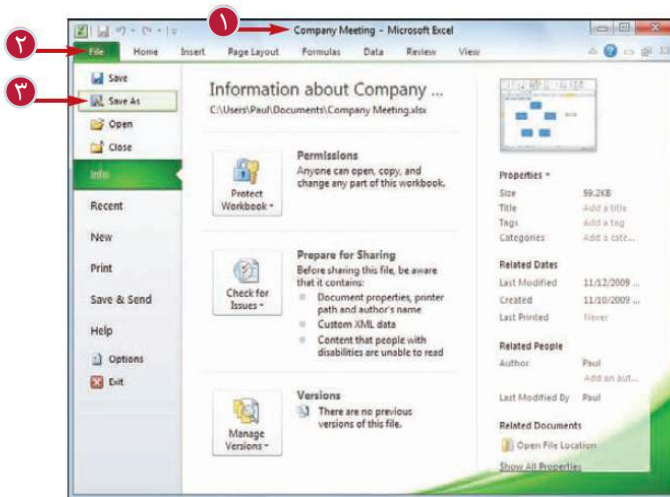 ١
Company Meeting - Microsoft Excel
٢
File Home Insert Page Layout Formulas Data Review View
٣
Save
Save As
Open
Close
Info
Recent
New
Print
Save & Send
Help
Options
Exit
Information about Company ...
C:\Users\Paul\Documents\Company Meeting.xlsx
Protect
Workbook
Permissions
Anyone can open, copy, and
change any part of this workbook.
Check for
Issues
Prepare for Sharing
Before sharing this file, be aware
that it contains:
Document properties, printer
path and author's name
Custom XML data
Content that people with
disabilities are unable to read
Manage
Versions
Versions
There are no previous
versions of this file.
Properties
Size 59.2KB
Title Add a title
Tags Add a tag
Categories Add a cate...
Related Dates
Last Modified 11/12/2009 ...
Created 11/10/2009 ...
Last Printed Never
Related People
Author Paul
Add an aut...
Last Modified By Paul
Related Documents
Open File Location
Show All Properties